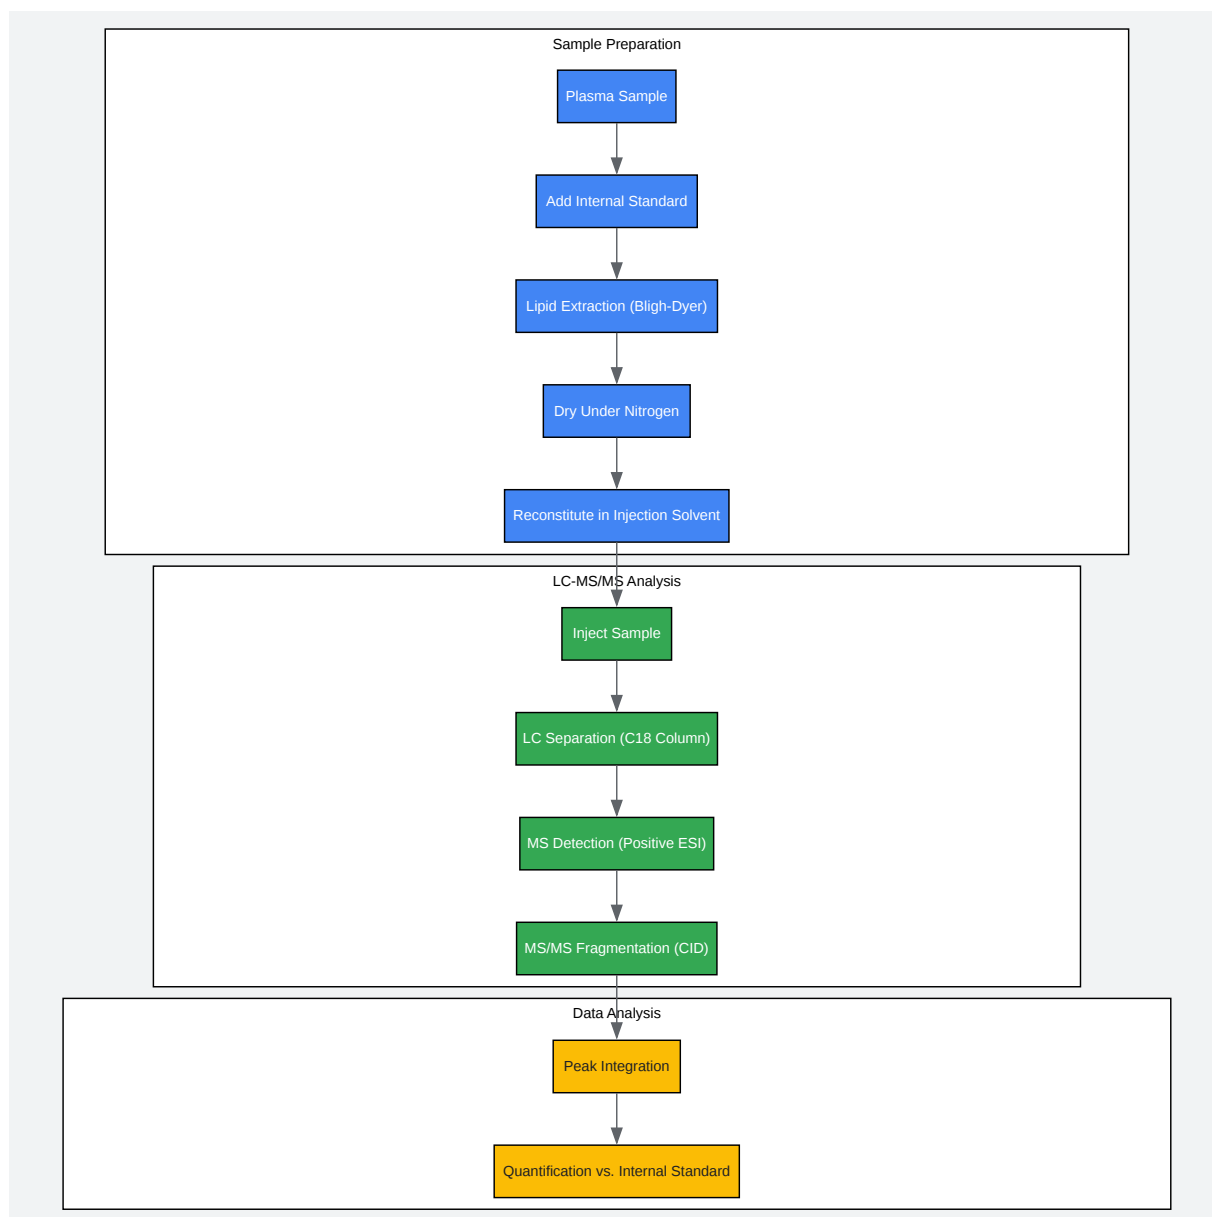 Sample Preparation
Plasma Sample
Add Internal Standard
Lipid Extraction (Bligh-Dyer)
Dry Under Nitrogen
Reconstitute in Injection Solvent
LC-MS/MS Analysis
Inject Sample
LC Separation (C18 Column)
MS Detection (Positive ESI)
MS/MS Fragmentation (CID)
Data Analysis
Peak Integration
Quantification vs. Internal Standard